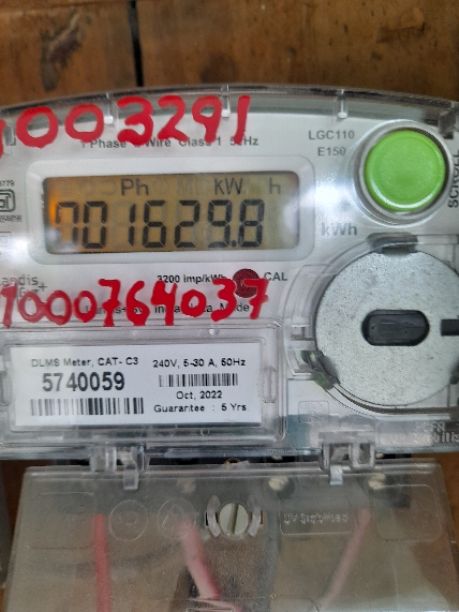 1003291
LGC110
E150
1 Phase 2 Wire Class 1 50Hz
SCROLL
Ph kW h
001629.8
kWh
3200 imp/kWh CAL
1000764037
DLMS Meter, CAT- C3 240V, 5-30 A, 50Hz
5740059
Oct, 2022
Guarantee : 5 Yrs